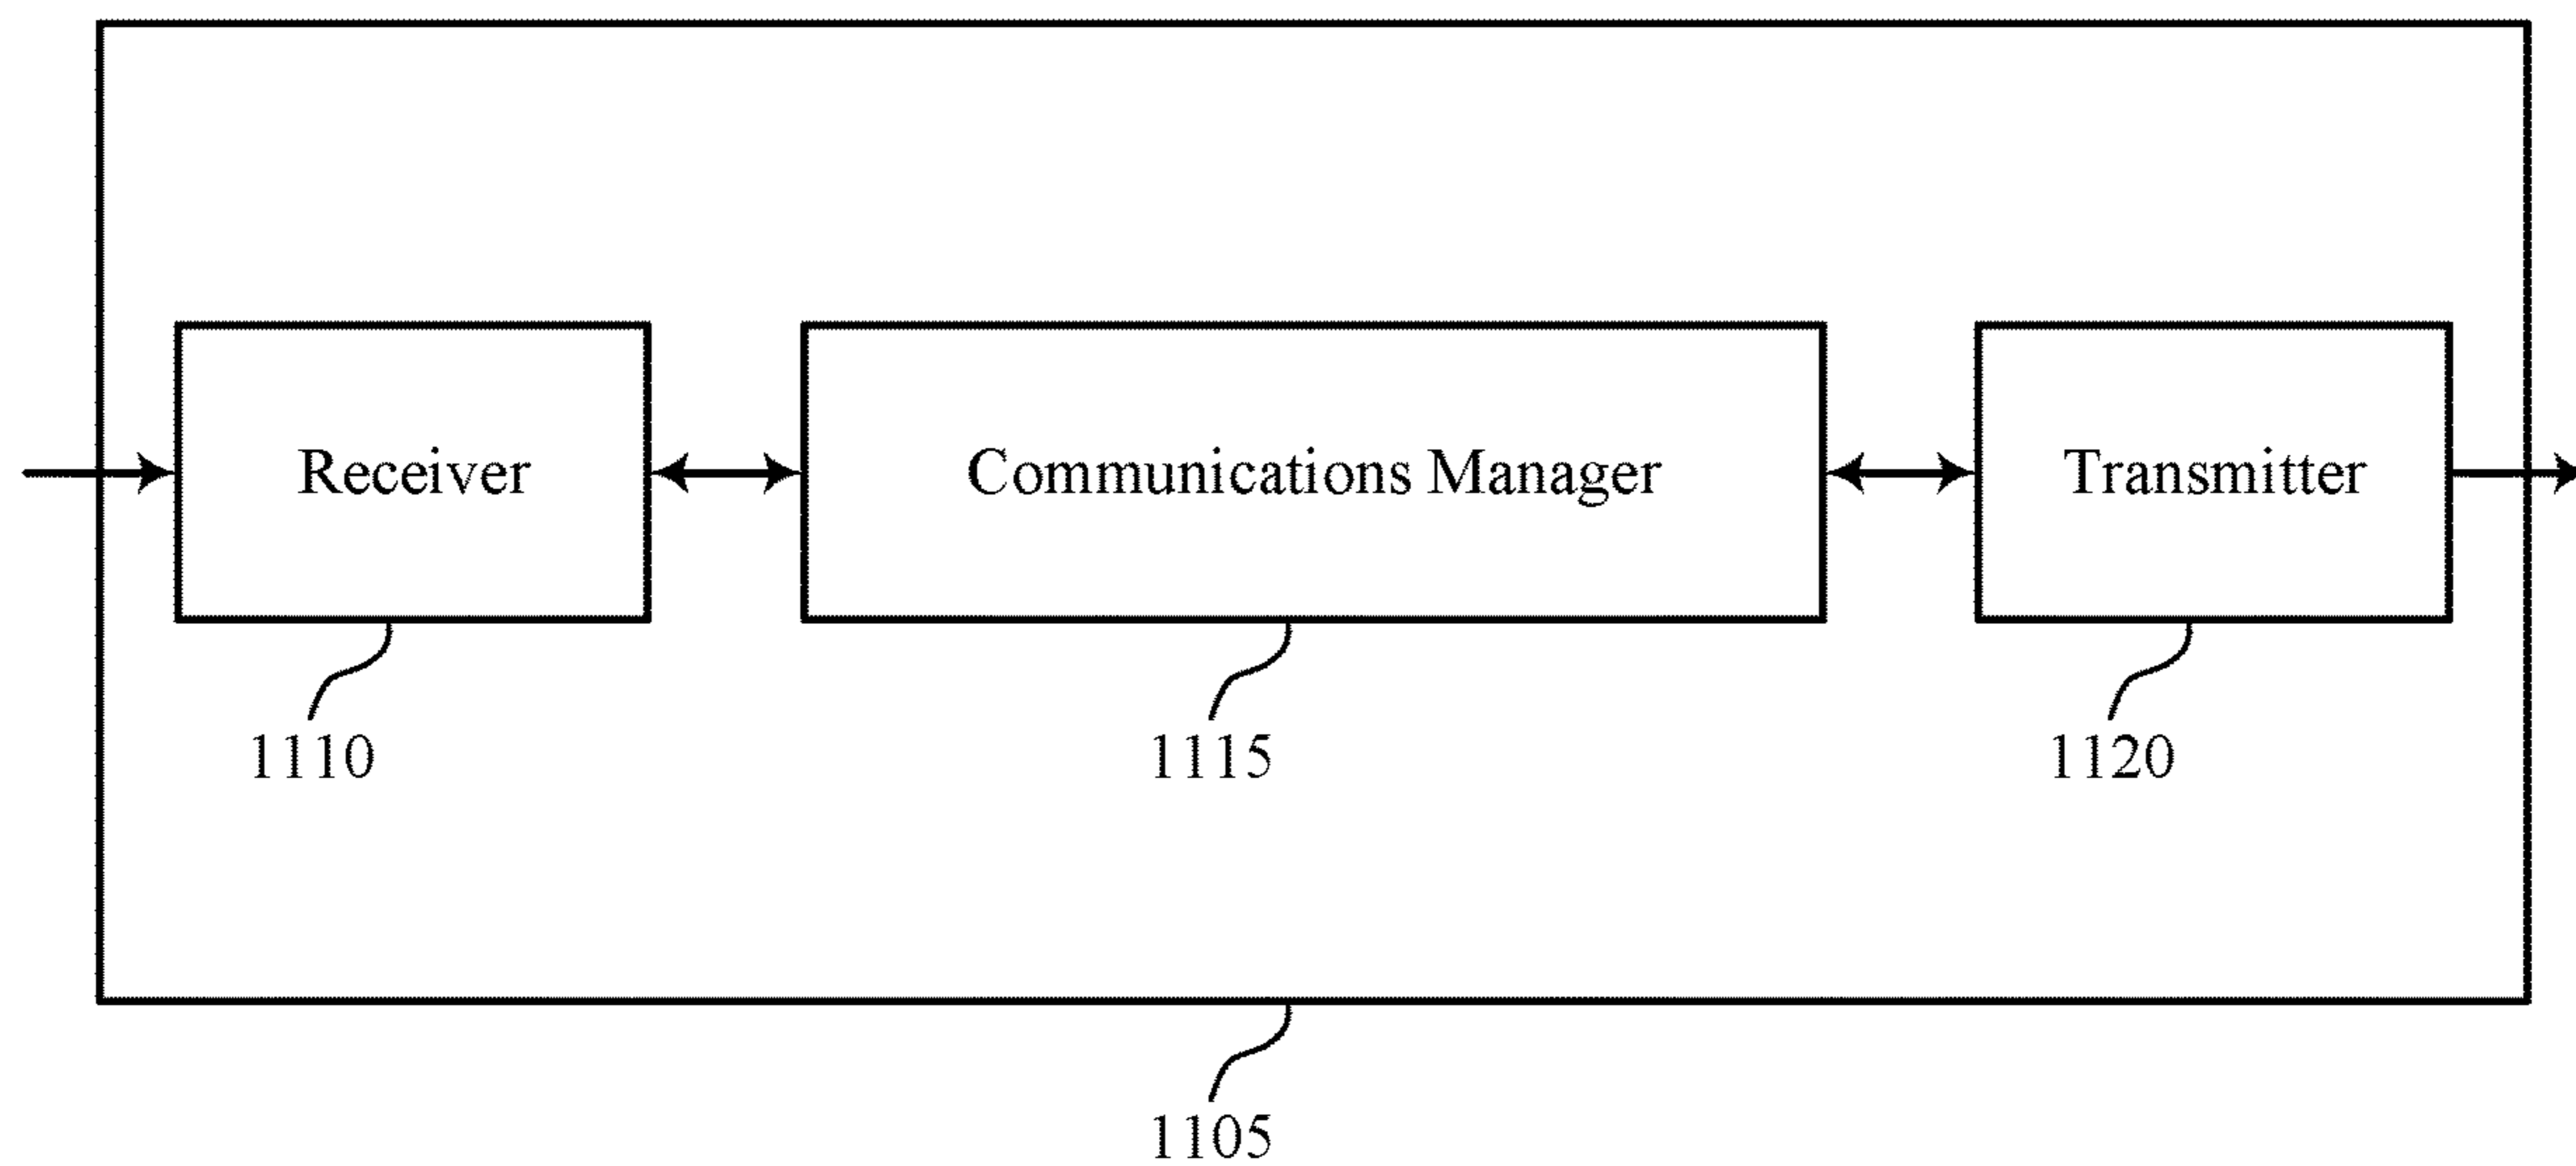 Receiver
Communications Manager
Transmitter
1110
1115
1120
1105